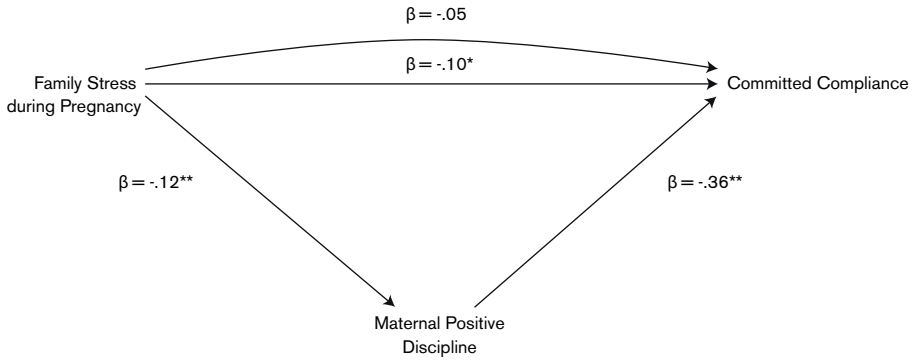 β = -.05
β = -.10*
Family Stress
during Pregnancy
Committed Compliance
β = -.12**
β = -.36**
Maternal Positive
Discipline